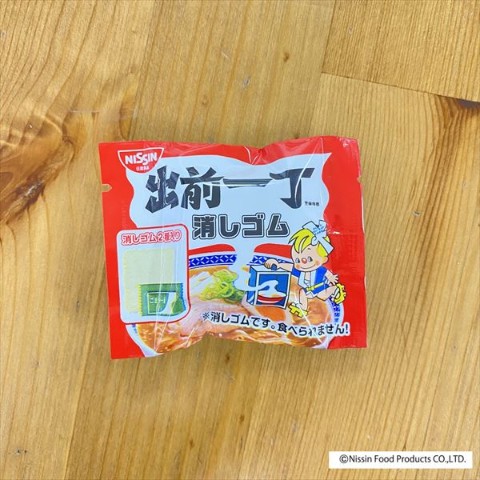 NISSIN
出前一丁
消しゴム
消しゴム2個入り
※消しゴムです。食べられません!
©Nissin Food Products CO.,LTD.